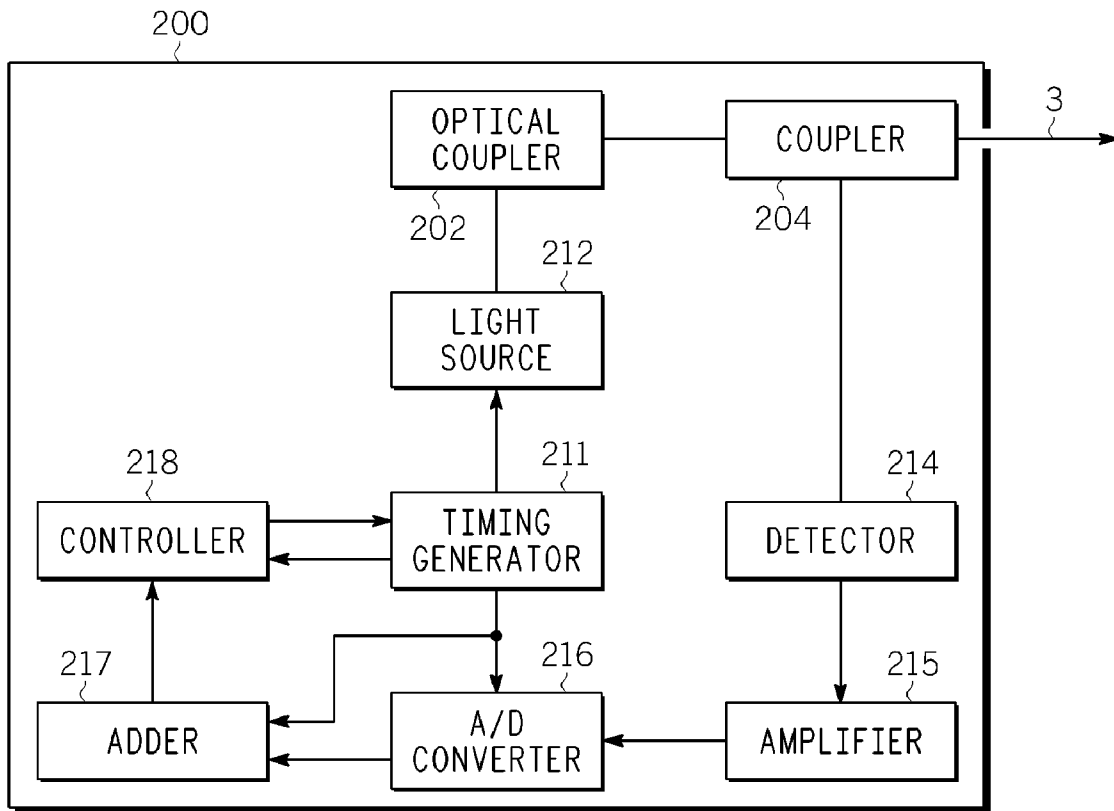 200
OPTICAL
COUPLER
202
COUPLER
204
3
212
LIGHT
SOURCE
218
CONTROLLER
211
TIMING
GENERATOR
214
DETECTOR
217
ADDER
216
A/D
CONVERTER
215
AMPLIFIER